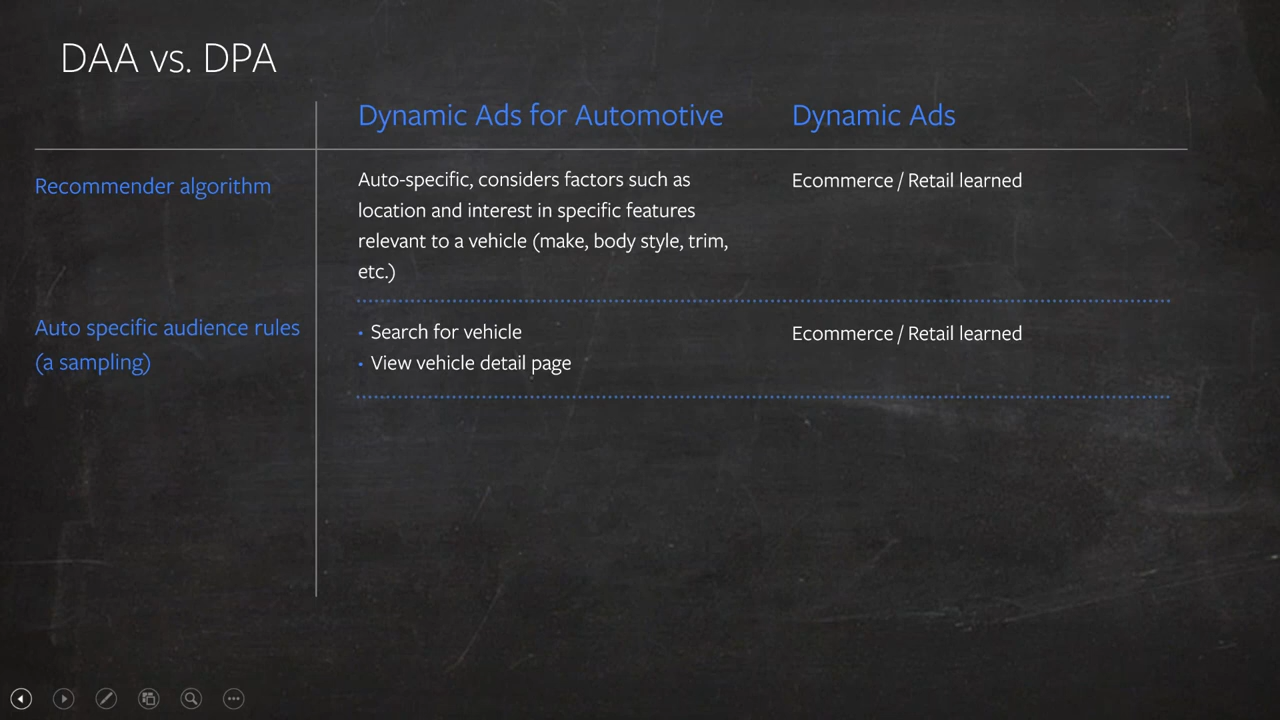 DAA vs. DPA
Dynamic Ads for Automotive
Dynamic Ads
Recommender algorithm
Auto-specific, considers factors such as
location and interest in specific features
relevant to a vehicle (make, body style, trim,
etc.)
Ecommerce / Retail learned
Auto specific audience rules
(a sampling)
• Search for vehicle
• View vehicle detail page
Ecommerce / Retail learned